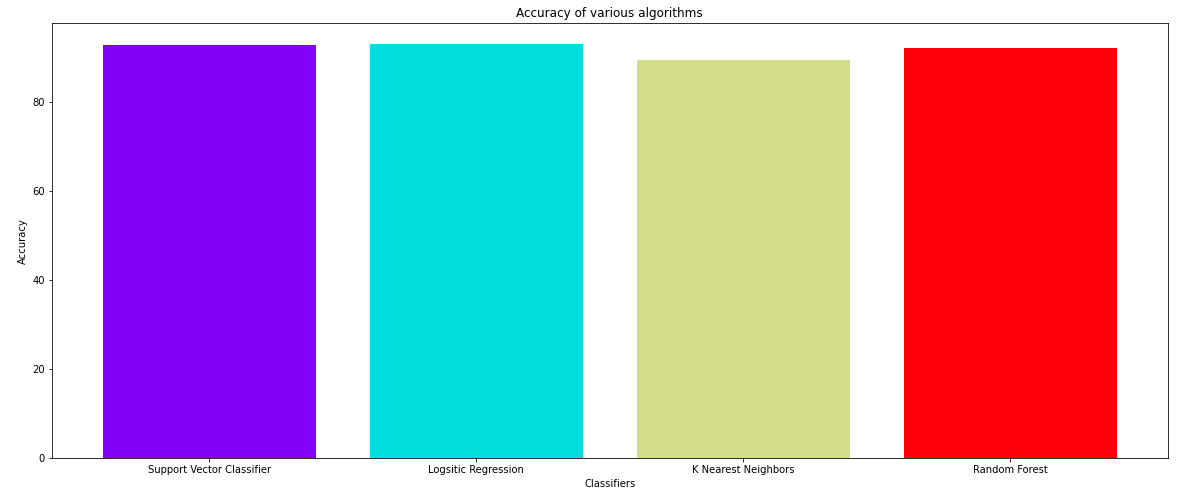 Accuracy of various algorithms
Accuracy
80
60
40
20
0
Support Vector Classifier
Logsitic Regression
K Nearest Neighbors
Random Forest
Classifiers